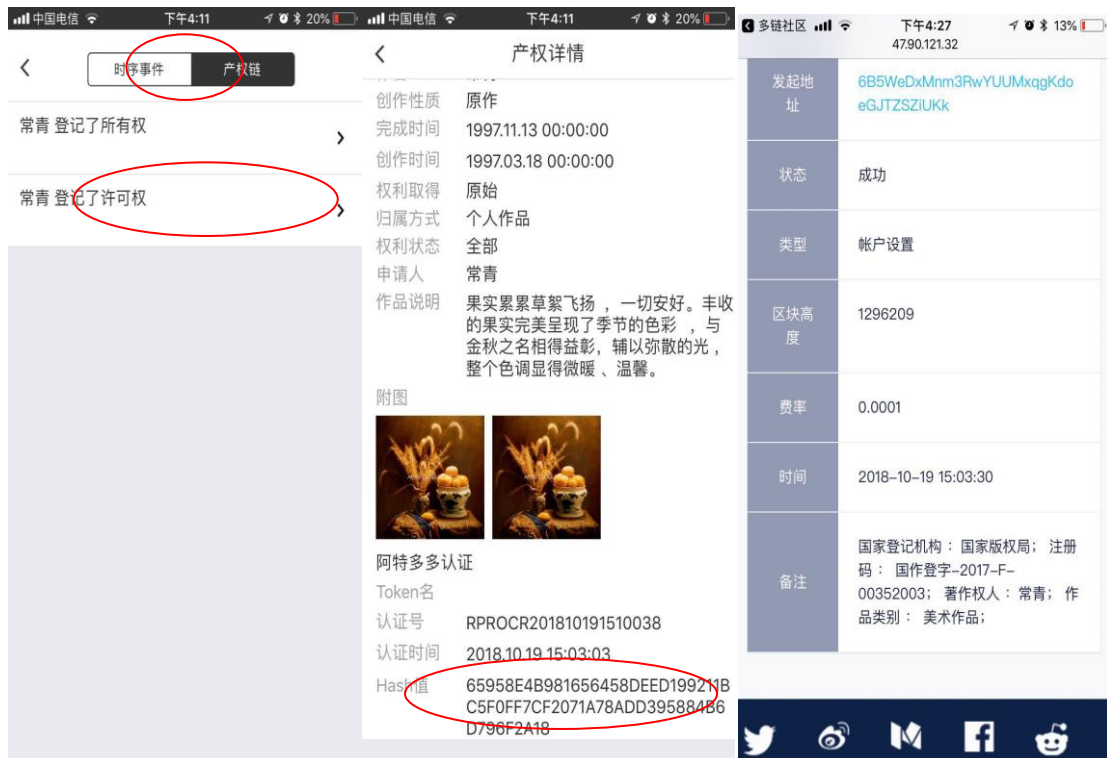 中国电信 下午4:11 20%
时序事件 产权链
常青 登记了所有权
常青 登记了许可权
中国电信 下午4:11 20%
产权详情
创作性质 原作
完成时间 1997.11.13 00:00:00
创作时间 1997.03.18 00:00:00
权利取得 原始
归属方式 个人作品
权利状态 全部
申请人 常青
作品说明 果实累累草絮飞扬 ，一切安好。丰收
的果实完美呈现了季节的色彩 ，与
金秋之名相得益彰，辅以弥散的光，
整个色调显得微暖 、温馨。
附图
阿特多多认证
Token名
认证号 RPROCR201810191510038
认证时间 2018.10.19 15:03:03
Hash值 65958E4B981656458DEED199211B
C5F0FF7CF2071A78ADD395884B6
D796F2A18
多链社区 下午4:27 13%
47.90.121.32
发起地
址
6B5WeDxMnm3RwYUUMxqgKdo
eGJTZSZiUKk
状态 成功
类型 帐户设置
区块高
度
1296209
费率 0.0001
时间 2018-10-19 15:03:30
备注
国家登记机构 ：国家版权局； 注册
码 ： 国作登字-2017-F-
00352003； 著作权人 ：常青； 作
品类别 ： 美术作品；